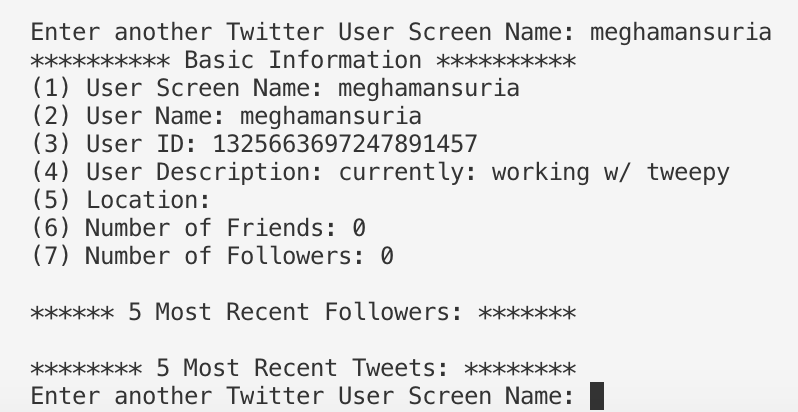 Enter another Twitter User Screen Name: meghamansuria
********** Basic Information **********
(1) User Screen Name: meghamansuria
(2) User Name: meghamansuria
(3) User ID: 1325663697247891457
(4) User Description: currently: working w/ tweepy
(5) Location:
(6) Number of Friends: 0
(7) Number of Followers: 0
****** 5 Most Recent Followers: *******
******** 5 Most Recent Tweets: ********
Enter another Twitter User Screen Name: